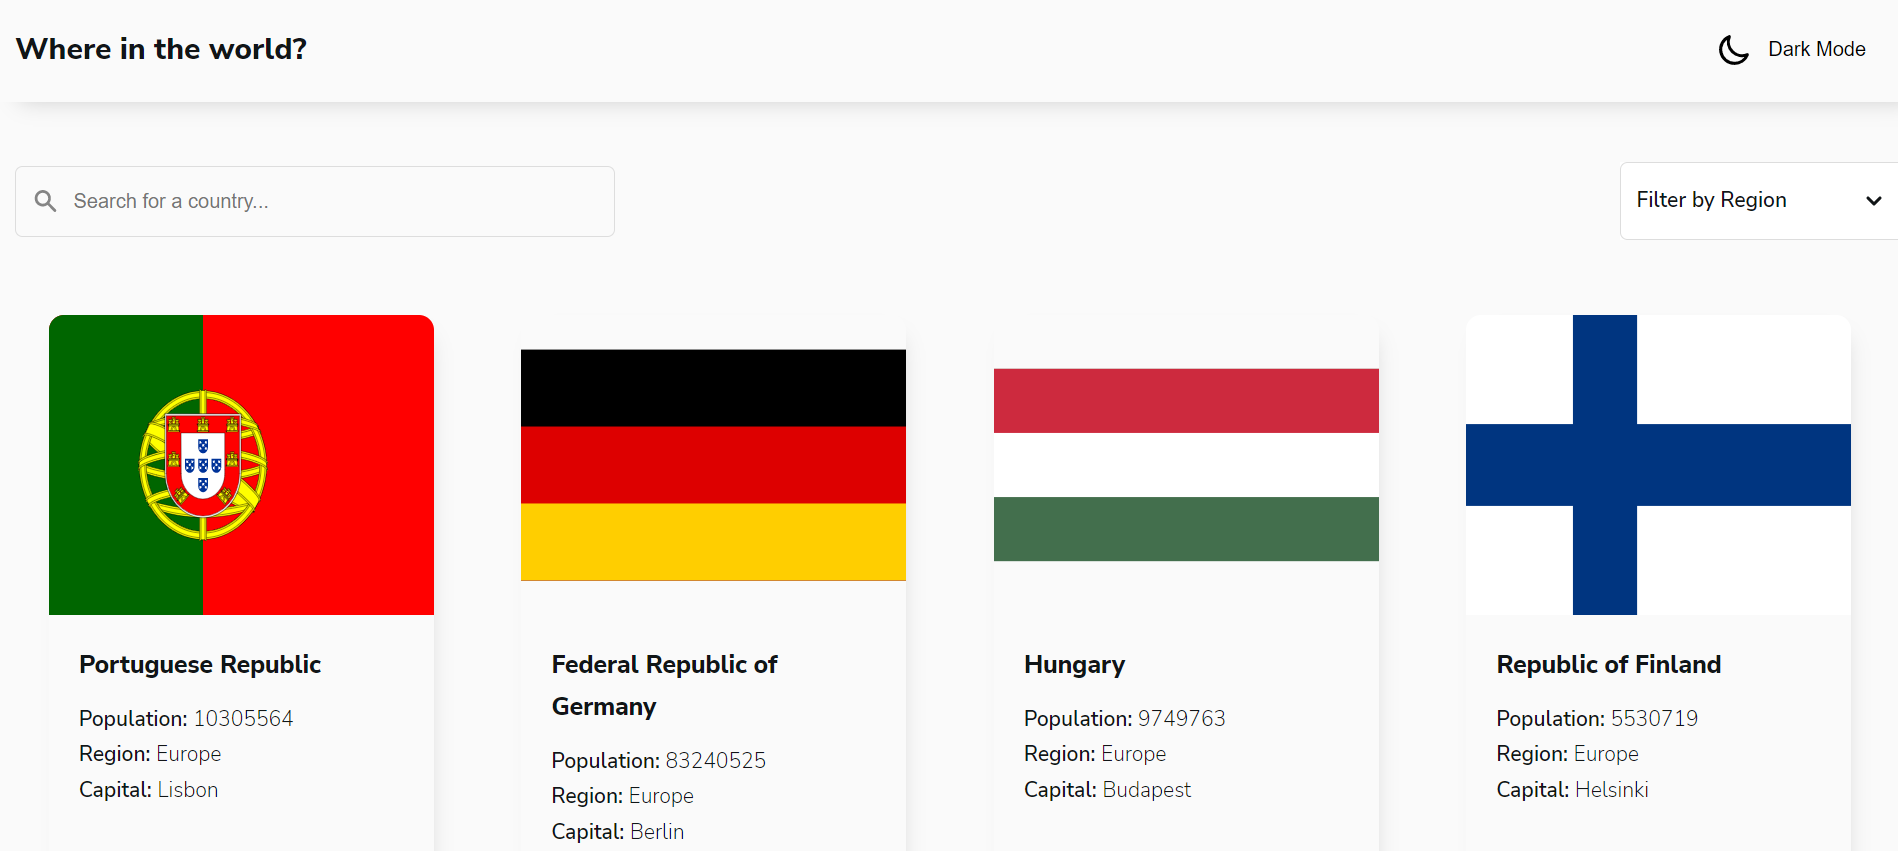 Where in the world?
Dark Mode
Search for a country...
Filter by Region
Portuguese Republic
Population: 10305564
Region: Europe
Capital: Lisbon
Federal Republic of
Germany
Population: 83240525
Region: Europe
Capital: Berlin
Hungary
Population: 9749763
Region: Europe
Capital: Budapest
Republic of Finland
Population: 5530719
Region: Europe
Capital: Helsinki